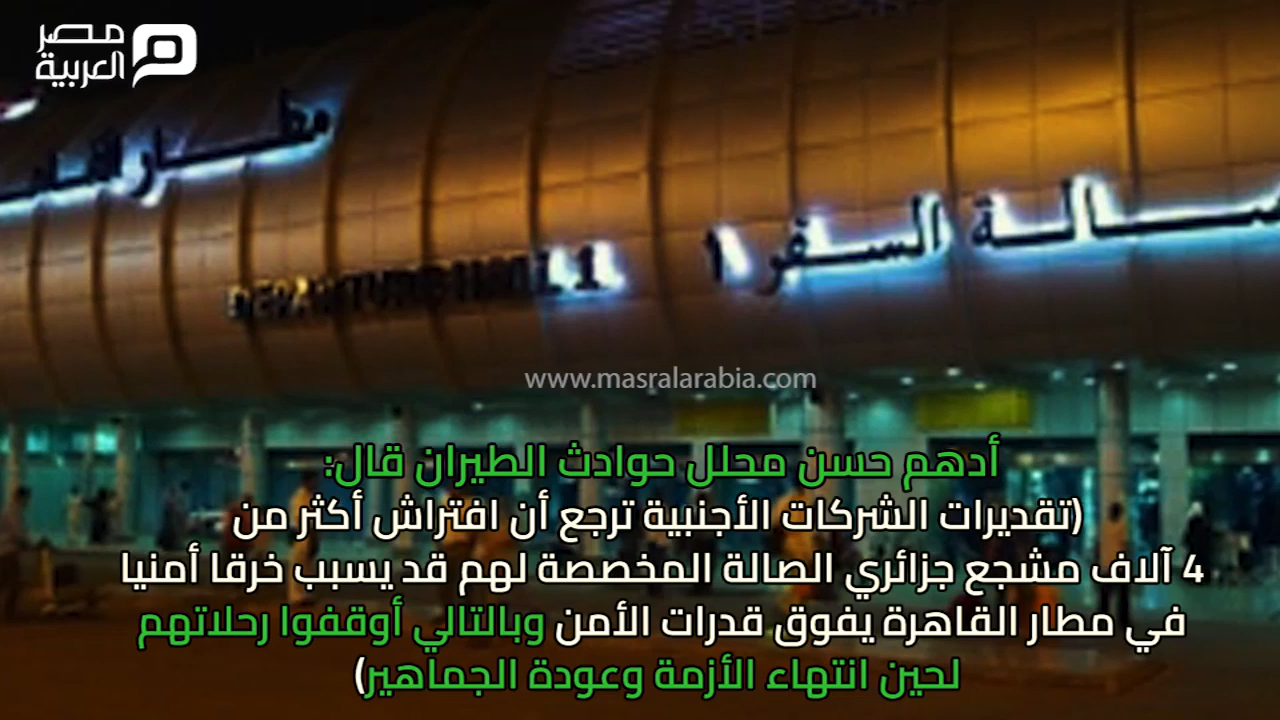 مصر
العربية
صالة السفر ١
DEPARTURE HALL 1
www.masralarabia.com
أدهم حسن محلل حوادث الطيران قال:
(تقديرات الشركات الأجنبية ترجع أن افتراش أكثر من
4 آلاف مشجع جزائري الصالة المخصصة لهم قد يسبب خرقا أمنيا
في مطار القاهرة يفوق قدرات الأمن وبالتالي أوقفوا رحلاتهم
لحين انتهاء الأزمة وعودة الجماهير)